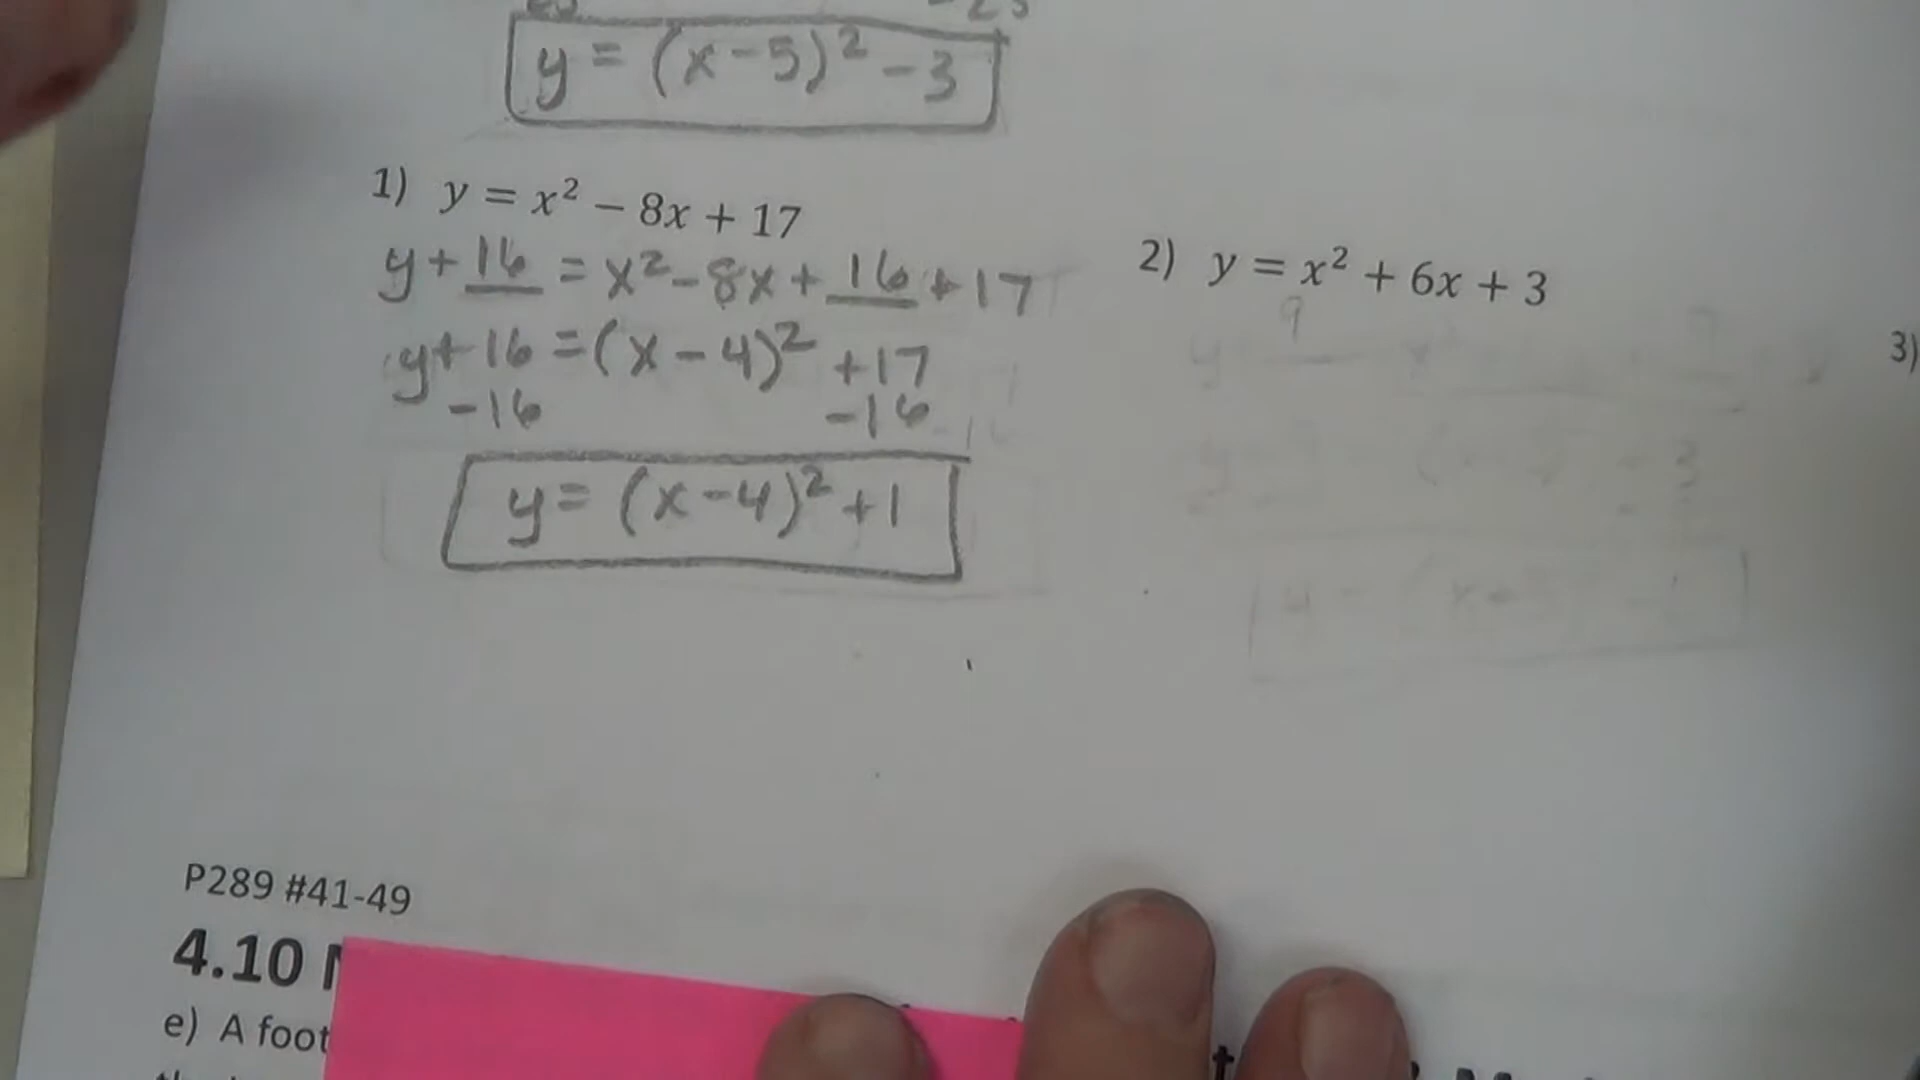 y = (x-5)² -3
1) y = x² − 8x + 17
y + 16 = x² - 8x + 16 + 17
y + 16 = (x - 4)² + 17
-16 -16
y = (x-4)² + 1
2) y = x² + 6x + 3
9
3)
P289 #41-49
4.10
e) A foot